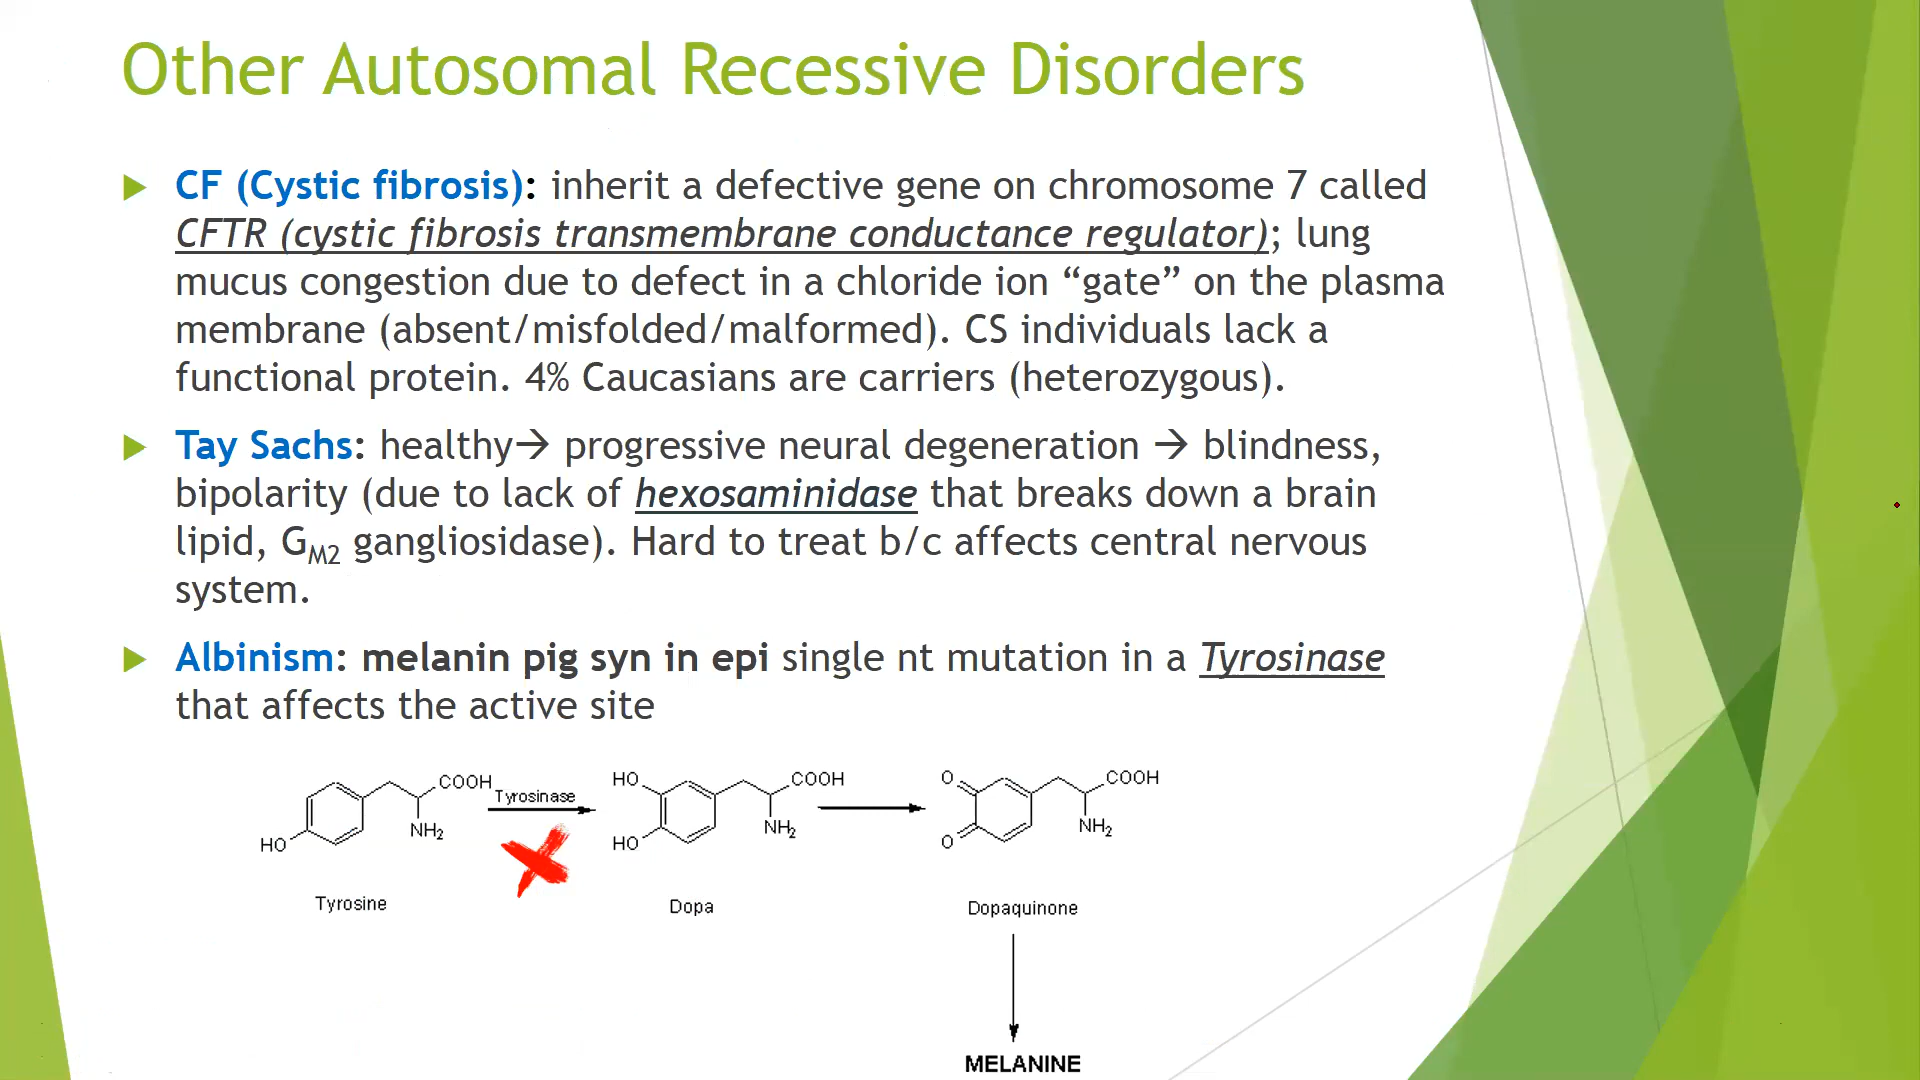 Other Autosomal Recessive Disorders
CF (Cystic fibrosis): inherit a defective gene on chromosome 7 called
CFTR (cystic fibrosis transmembrane conductance regulator); lung
mucus congestion due to defect in a chloride ion “gate” on the plasma
membrane (absent/misfolded/malformed). CS individuals lack a
functional protein. 4% Caucasians are carriers (heterozygous).
Tay Sachs: healthy→ progressive neural degeneration → blindness,
bipolarity (due to lack of hexosaminidase that breaks down a brain
lipid, GM2 gangliosidase). Hard to treat b/c affects central nervous
system.
Albinism: melanin pig syn in epi single nt mutation in a Tyrosinase
that affects the active site
COOH
Tyrosinase
NH2
HO
Tyrosine
HO
COOH
NH2
HO
Dopa
O
COOH
NH2
O
Dopaquinone
MELANINE